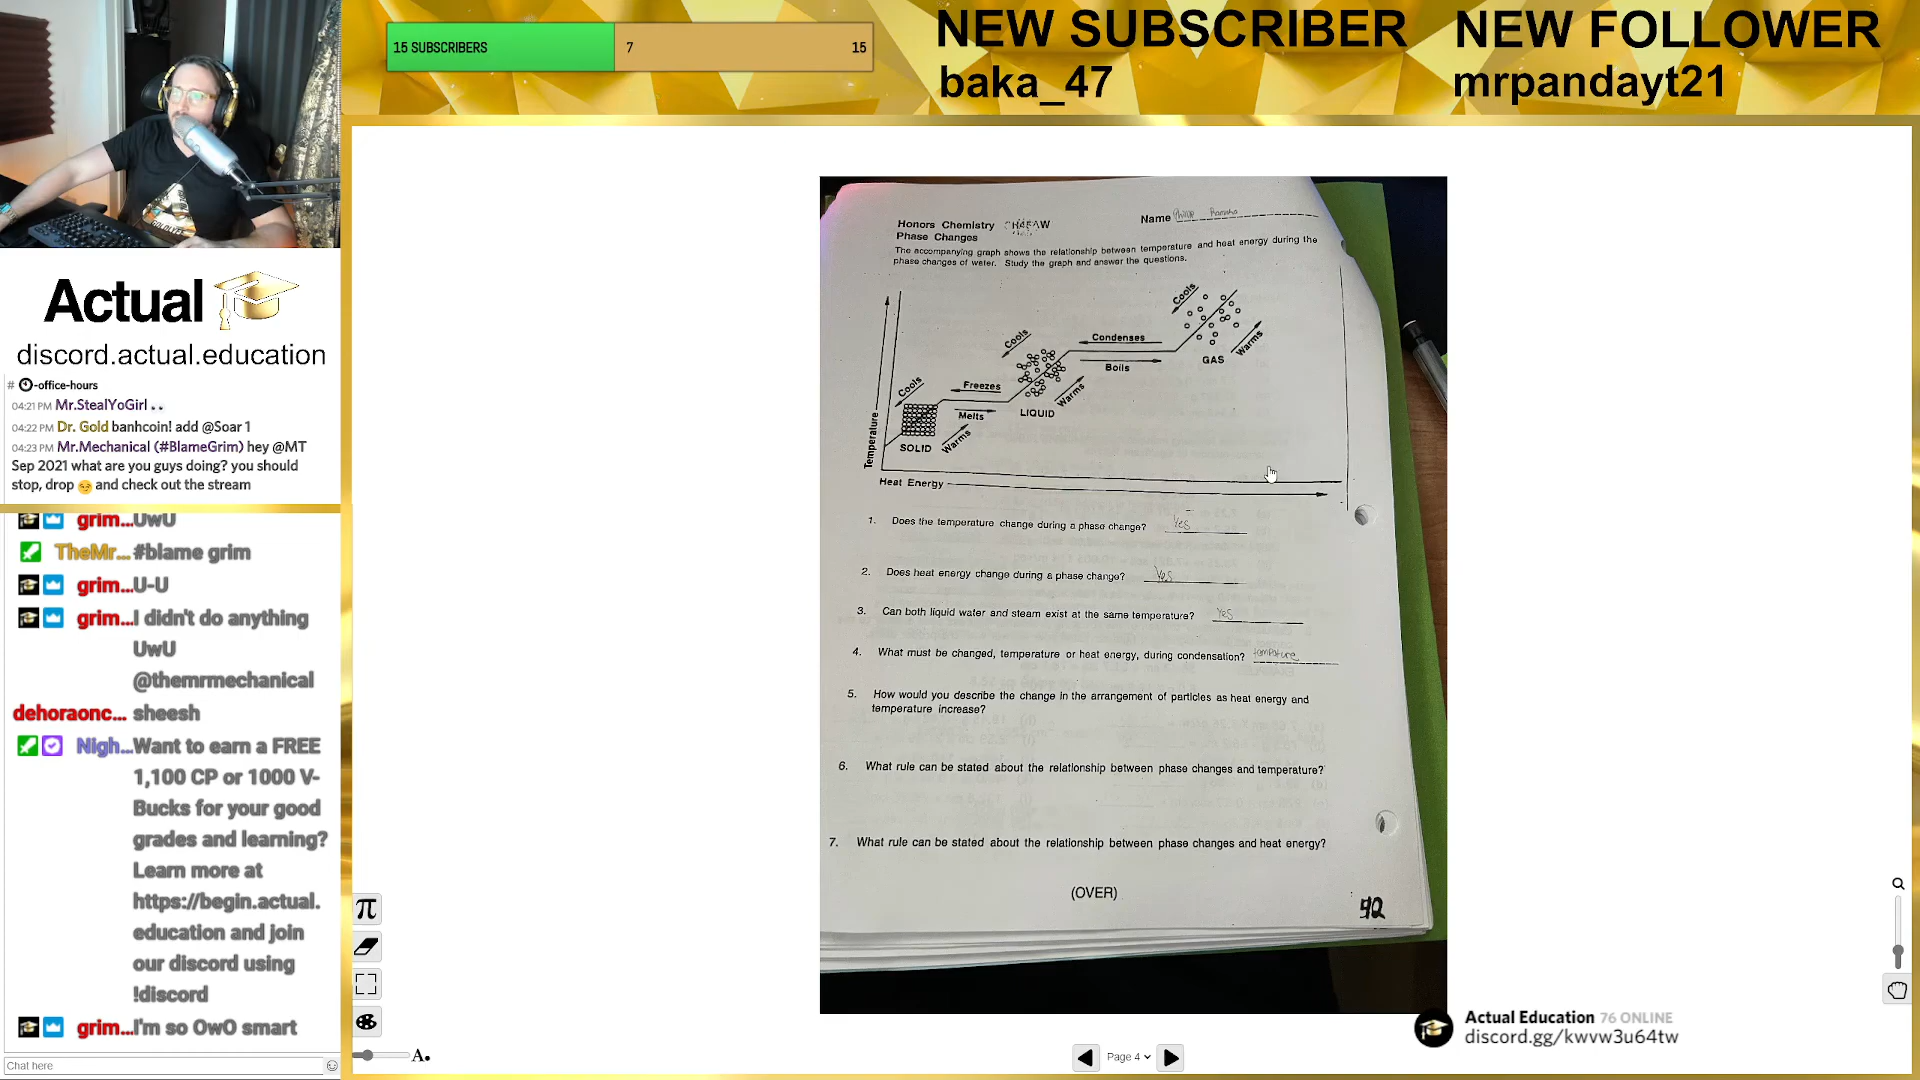 15 SUBSCRIBERS 7 15
NEW SUBSCRIBER
baka_47
NEW FOLLOWER
mrpandayt21
Actual
discord.actual.education
# -office-hours
04:21 PM Mr.StealYoGirl
04:22 PM Dr. Gold banhcoin! add @Soar 1
04:23 PM Mr.Mechanical (#BlameGrim) hey @MT
Sep 2021 what are you guys doing? you should
stop, drop and check out the stream
grim...UwU
TheMr... #blame grim
grim...U-U
grim...I didn't do anything
UwU
@themrmechanical
dehoraonc... sheesh
Nigh...Want to earn a FREE
1,100 CP or 1000 V-
Bucks for your good
grades and learning?
Learn more at
https://begin.actual.
education and join
our discord using
!discord
grim...I'm so OwO smart
Chat here.
Honors Chemistry
Phase Changes
Name
The accompanying graph shows the relationship between temperature and heat energy during the
phase changes of water. Study the graph and answer the questions.
Cools
Cools
Condenses
Boils
GAS
Warms
Cools
Freezes
Melts
LIQUID
Warms
SOLID
Warms
Temperature
Heat Energy
1. Does the temperature change during a phase change? Yes
2. Does heat energy change during a phase change? Yes
3. Can both liquid water and steam exist at the same temperature? Yes
4. What must be changed, temperature or heat energy, during condensation?
5. How would you describe the change in the arrangement of particles as heat energy and
temperature increase?
6. What rule can be stated about the relationship between phase changes and temperature?
7. What rule can be stated about the relationship between phase changes and heat energy?
(OVER)
π
A
Page 4
Actual Education 76 ONLINE
discord.gg/kwvw3u64tw